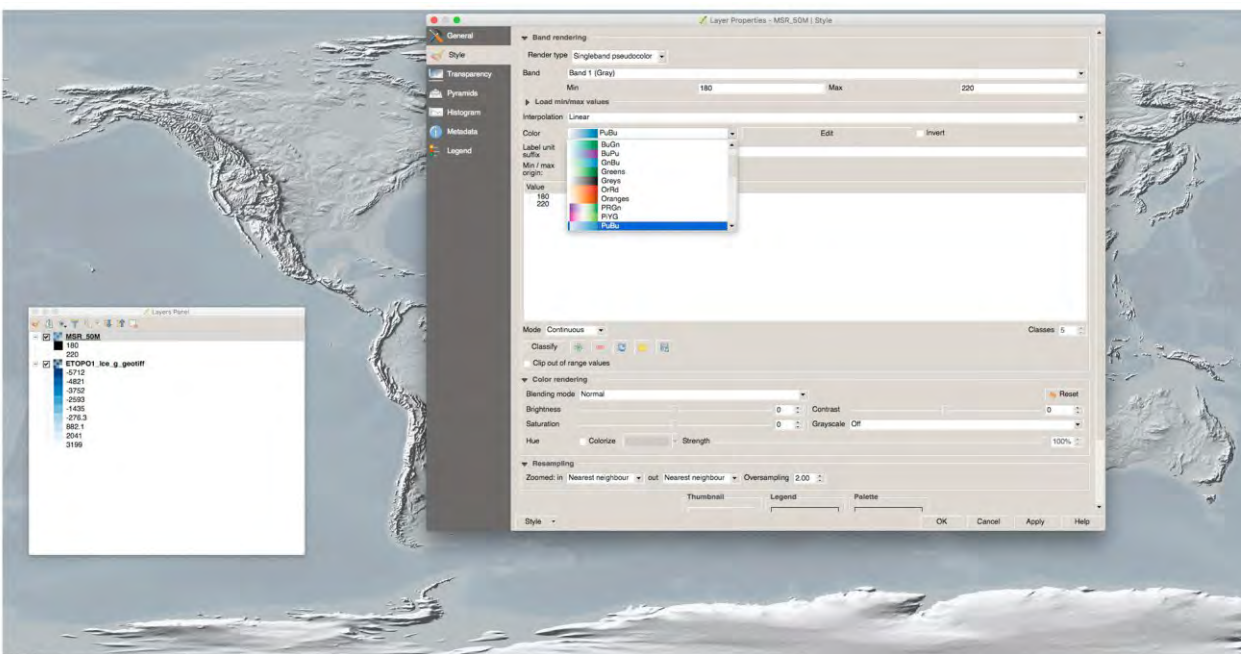 Layer Properties - MSR_50M | Style
General
Style
Transparency
Pyramids
Histogram
Metadata
Legend
Band rendering
Render type Singleband pseudocolor
Band Band 1 (Gray)
Min 180 Max 220
Load min/max values
Interpolation Linear
Color PuBu Edit Invert
Label unit
suffix
Min / max
origin:
BuGn
BuPu
GnBu
Greens
Greys
OrRd
Oranges
PRGn
PiYG
PuBu
Value
180
220
Mode Continuous Classes 5
Classify
Clip out of range values
Color rendering
Blending mode Normal Reset
Brightness 0 Contrast 0
Saturation 0 Grayscale Off
Hue Colorize Strength 100%
Resampling
Zoomed: in Nearest neighbour out Nearest neighbour Oversampling 2.00
Thumbnail Legend Palette
Style OK Cancel Apply Help
Layers Panel
MSR_50M
180
220
ETOPO1_Ice_g_geotiff
-5712
-4821
-3752
-2593
-1435
-276.3
882.1
2041
3199